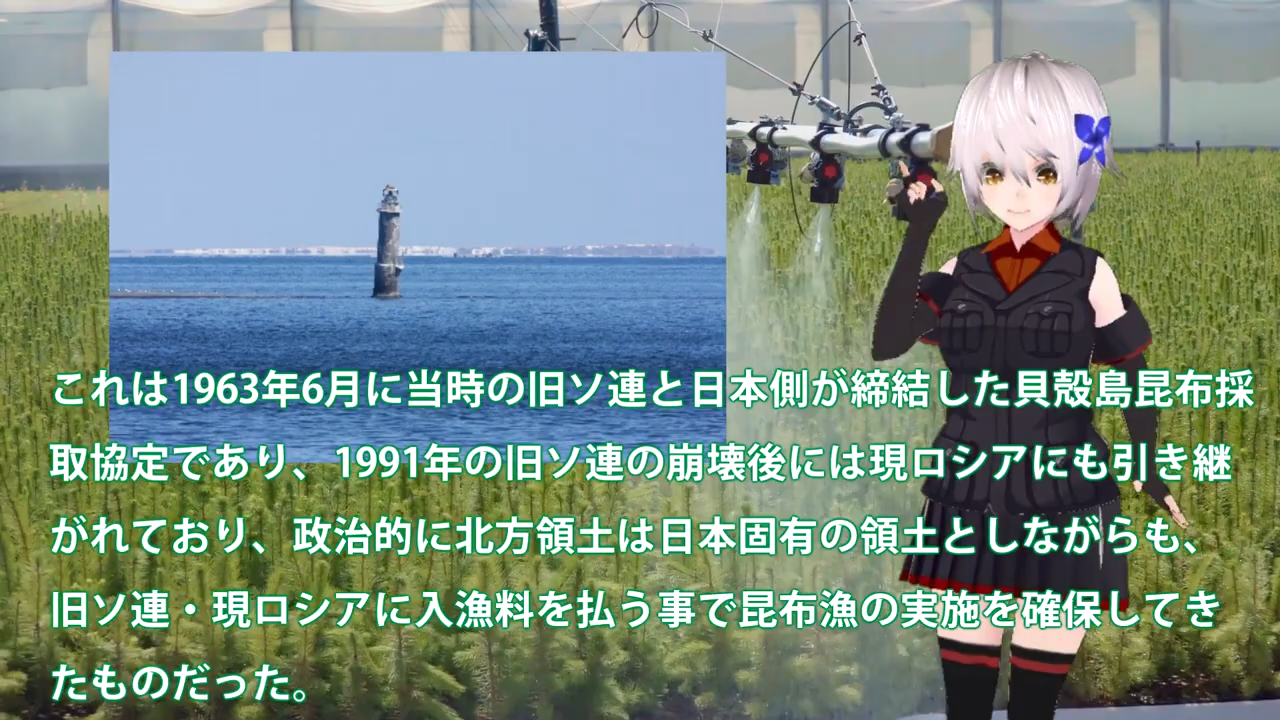 これは1963年6月に当時の旧ソ連と日本側が締結した貝殻島昆布採
取協定であり、1991年の旧ソ連の崩壊後には現ロシアにも引き継
がれており、政治的に北方領土は日本固有の領土としながらも、
旧ソ連・現ロシアに入漁料を払う事で昆布漁の実施を確保してき
たものだった。